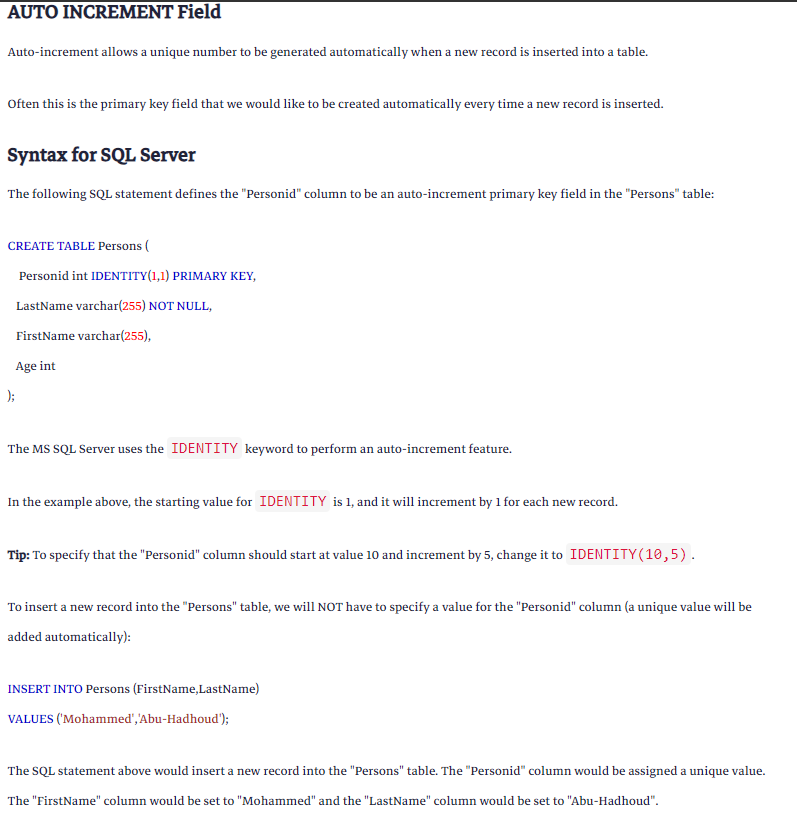 AUTO INCREMENT Field
Auto-increment allows a unique number to be generated automatically when a new record is inserted into a table.
Often this is the primary key field that we would like to be created automatically every time a new record is inserted.
Syntax for SQL Server
The following SQL statement defines the "Personid" column to be an auto-increment primary key field in the "Persons" table:
CREATE TABLE Persons (
Personid int IDENTITY(1,1) PRIMARY KEY,
LastName varchar(255) NOT NULL,
FirstName varchar(255),
Age int
);
The MS SQL Server uses the IDENTITY keyword to perform an auto-increment feature.
In the example above, the starting value for IDENTITY is 1, and it will increment by 1 for each new record.
Tip: To specify that the "Personid" column should start at value 10 and increment by 5, change it to IDENTITY(10,5) .
To insert a new record into the "Persons" table, we will NOT have to specify a value for the "Personid" column (a unique value will be
added automatically):
INSERT INTO Persons (FirstName,LastName)
VALUES ('Mohammed','Abu-Hadhoud');
The SQL statement above would insert a new record into the "Persons" table. The "Personid" column would be assigned a unique value.
The "FirstName" column would be set to "Mohammed" and the "LastName" column would be set to "Abu-Hadhoud".